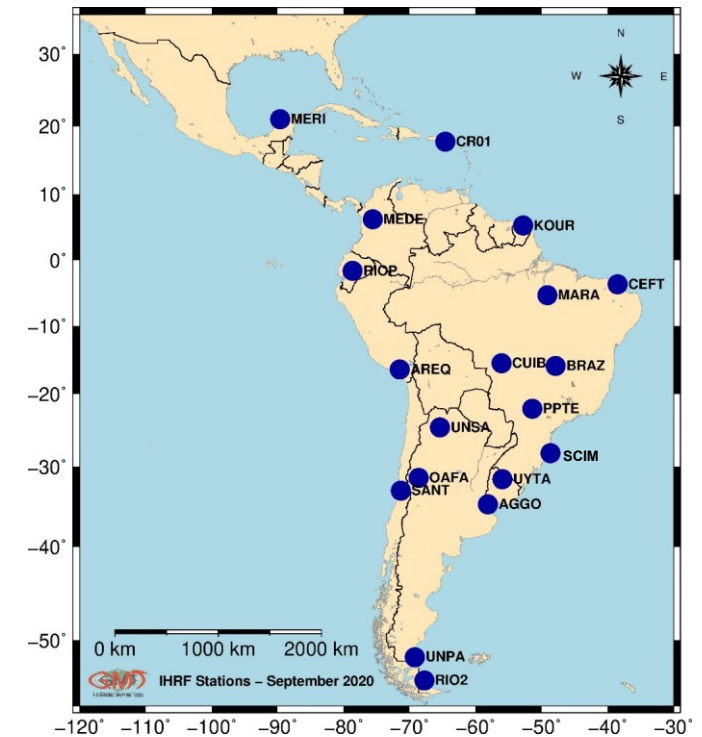 N
30°
W E
S
20°
MERI
CR01
10°
MEDE
KOUR
0°
RIOP
CEFT
MARA
−10°
AREQ
CUIB
BRAZ
−20°
PPTE
UNSA
SCIM
−30°
OAFA
UYTA
SANT
AGGO
−40°
−50°
0 km 1000 km 2000 km
UNPA
GMT
IHRF Stations − September 2020
RIO2
−120° −110° −100° −90° −80° −70° −60° −50° −40° −30°